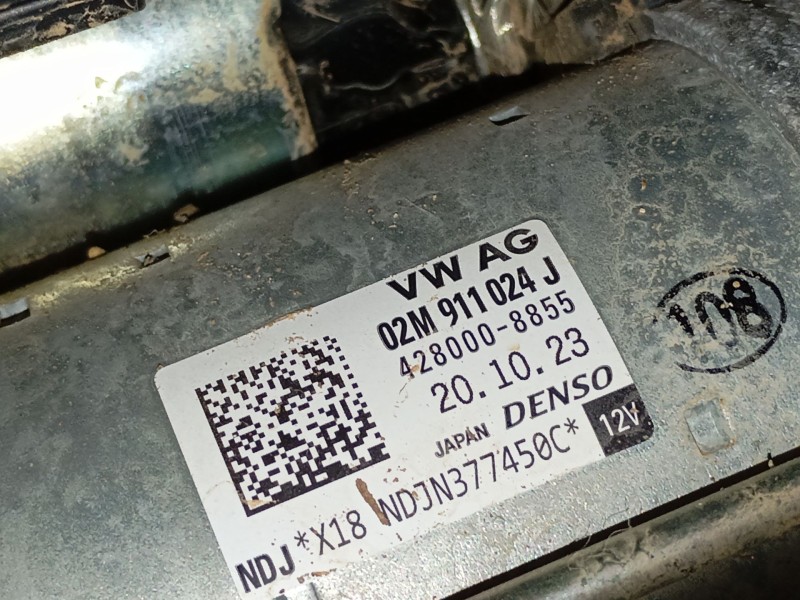 VW AG
02M 911 024 J
428000-8855
20.10.23
JAPAN DENSO
12V
NDJ*X18 NDJN377450C*
108